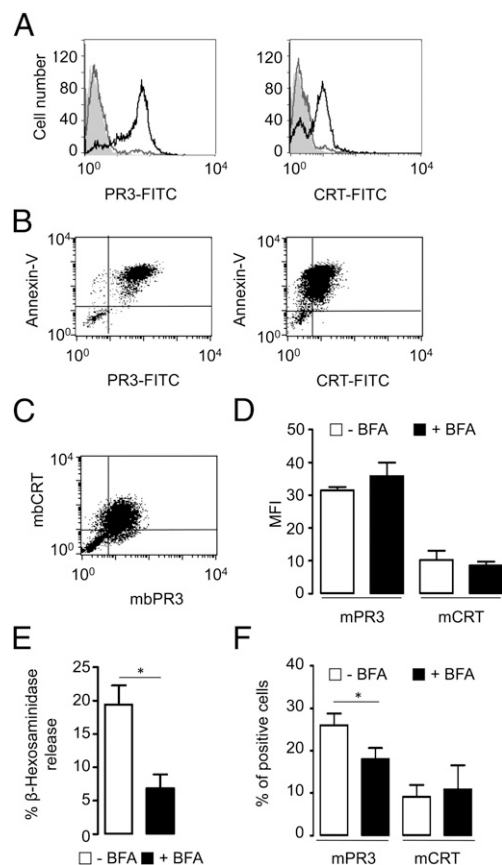 A
Cell number
120
80
40
0
10⁰ 10⁴
PR3-FITC
120
80
40
0
10⁰ 10⁴
CRT-FITC
B
Annexin-V
10⁴
10⁰
10⁰ 10⁴
PR3-FITC
Annexin-V
10⁴
10⁰
10⁰ 10⁴
CRT-FITC
C
mbCRT
10⁴
10⁰
10⁰ 10⁴
mbPR3
D
- BFA + BFA
MFI
50
40
30
20
10
0
mPR3 mCRT
E
% β-Hexosaminidase
release
25
20
15
10
5
0
*
- BFA + BFA
F
- BFA + BFA
% of positive cells
40
30
20
10
0
*
mPR3 mCRT